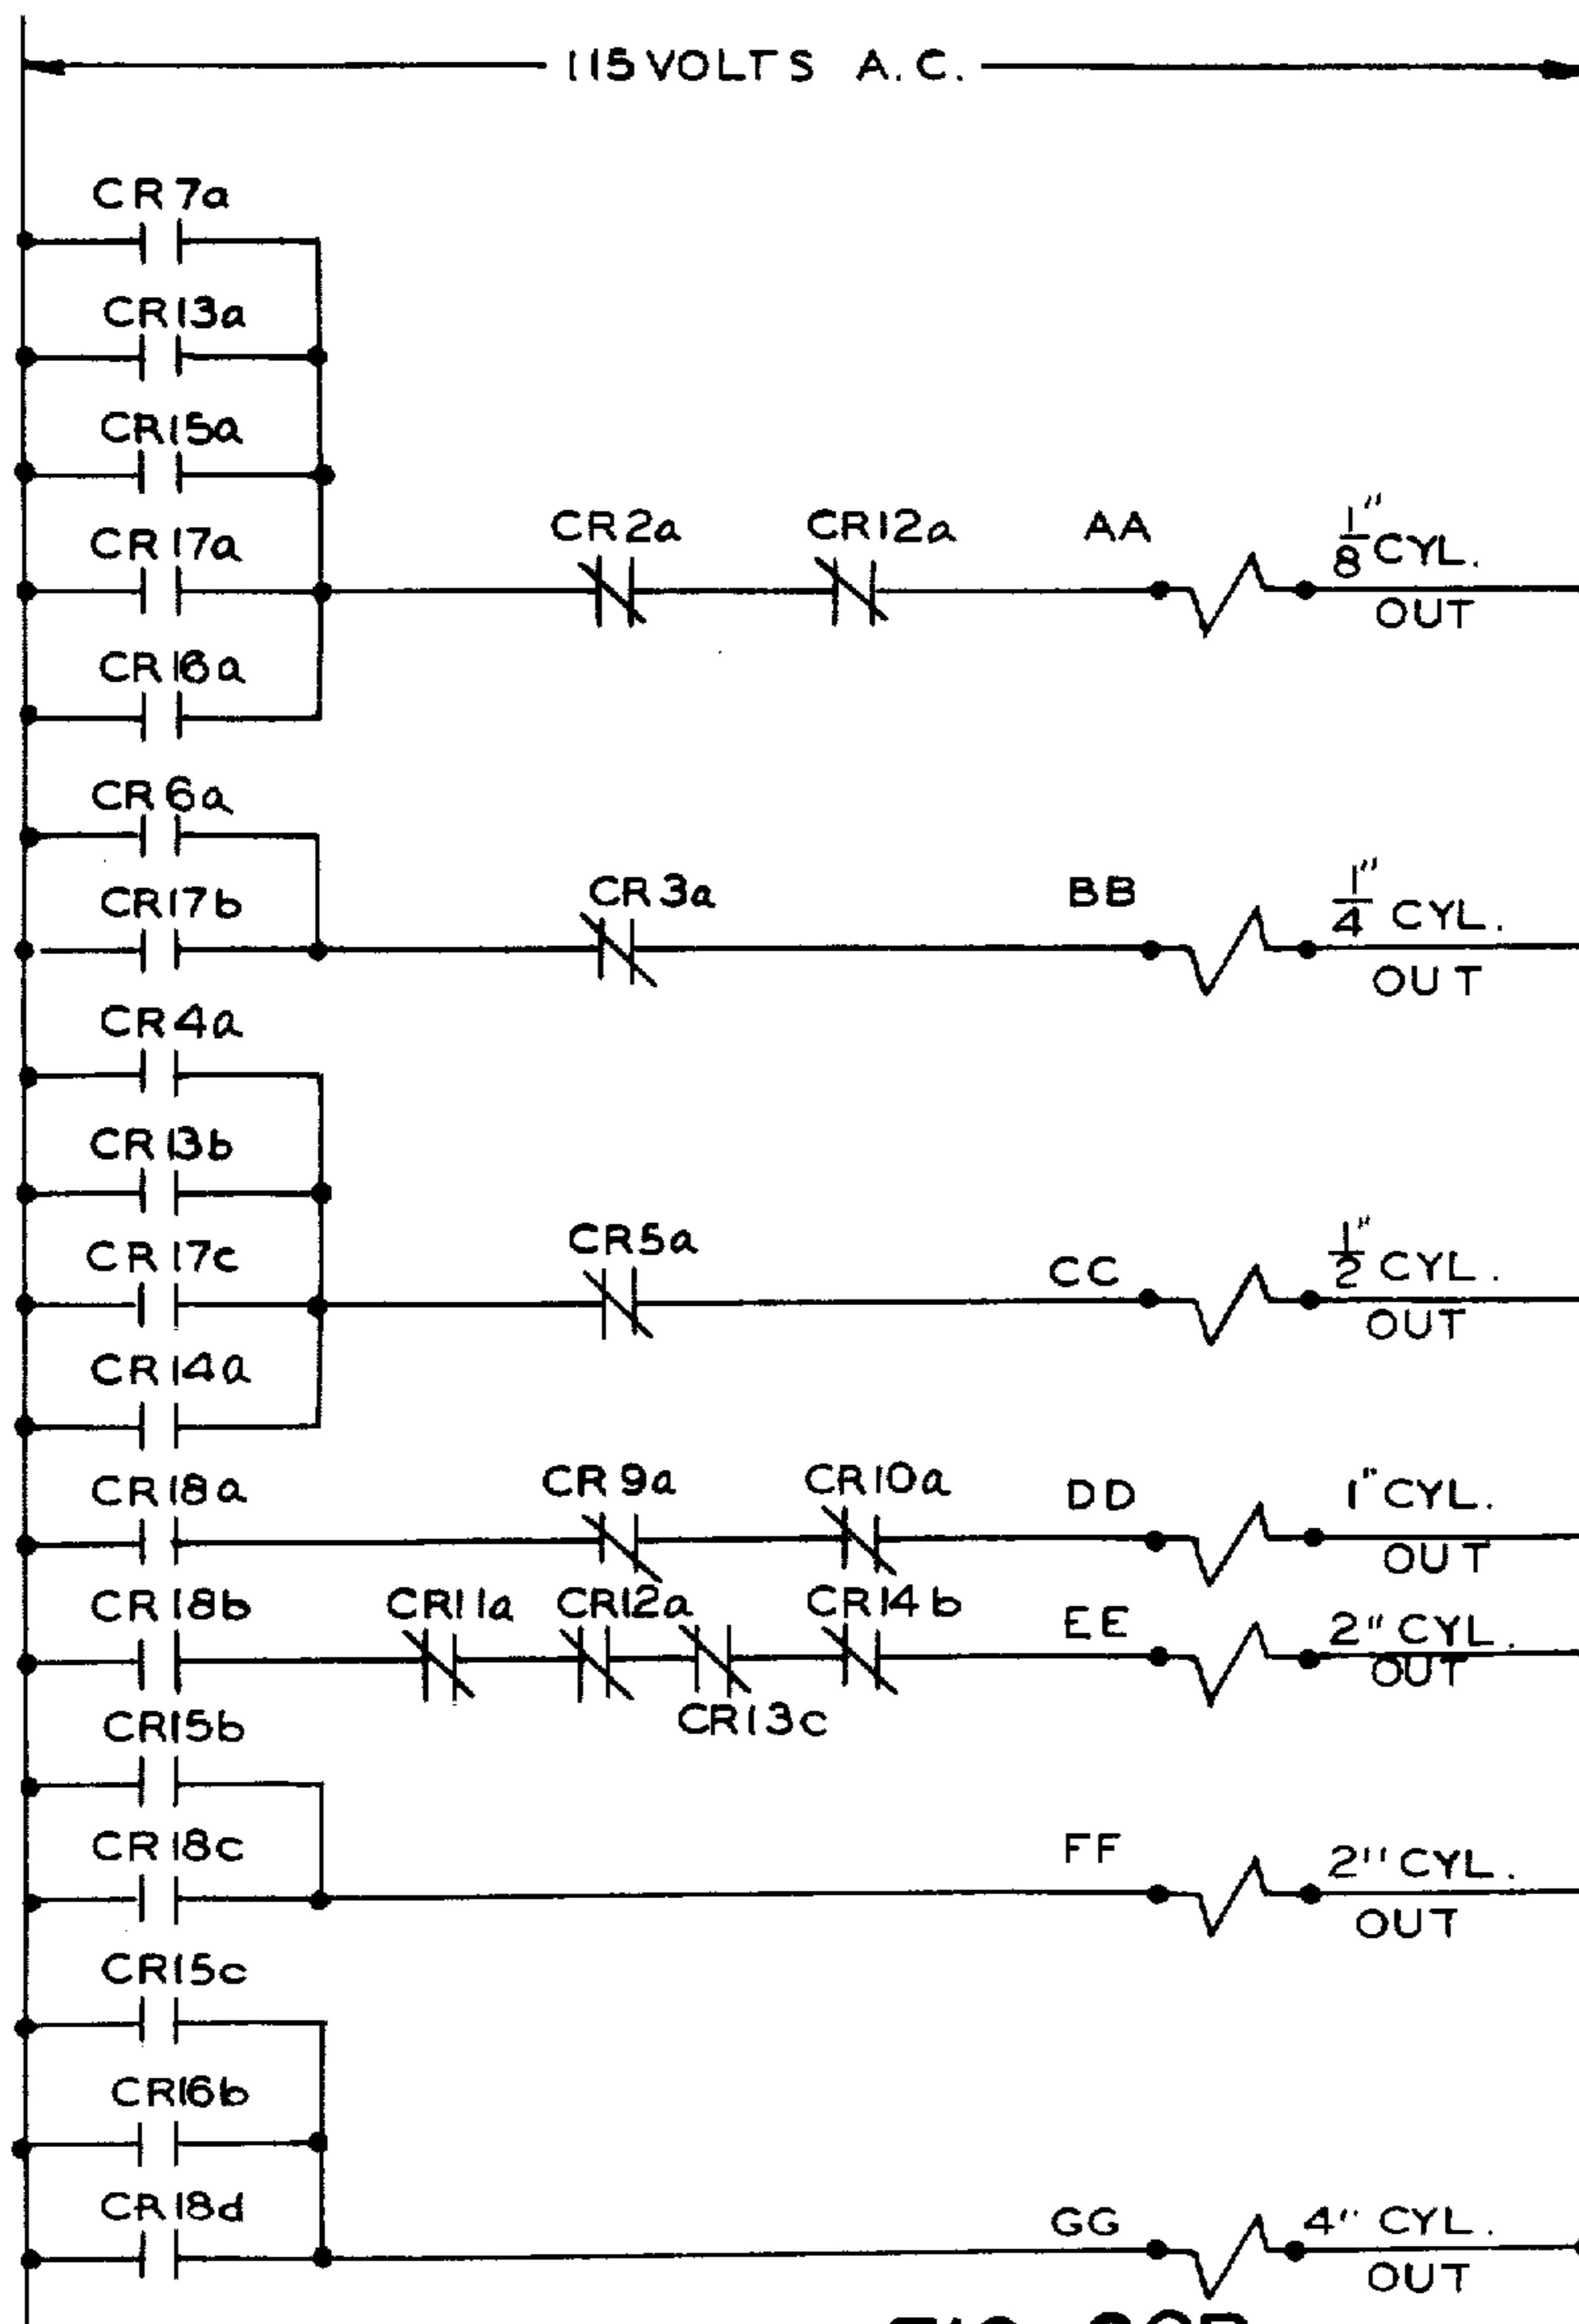 115 VOLTS A.C.
CR7a
CR13a
CR15a
CR17a
CR2a
CR12a
AA
1/8" CYL.
OUT
CR16a
CR6a
CR17b
CR3a
BB
1/4" CYL.
OUT
CR4a
CR13b
CR17c
CR5a
CC
1/2" CYL.
OUT
CR14a
CR18a
CR9a
CR10a
DD
1" CYL.
OUT
CR18b
CR11a
CR12a
CR13c
CR14b
EE
2" CYL.
OUT
CR15b
CR18c
FF
2" CYL.
OUT
CR15c
CR16b
CR18d
GG
4" CYL.
OUT